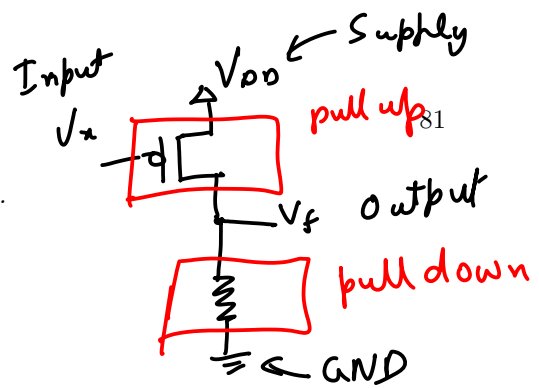 Supply
Input
VDD
Vx
pull up
81
Vf output
pull down
GND